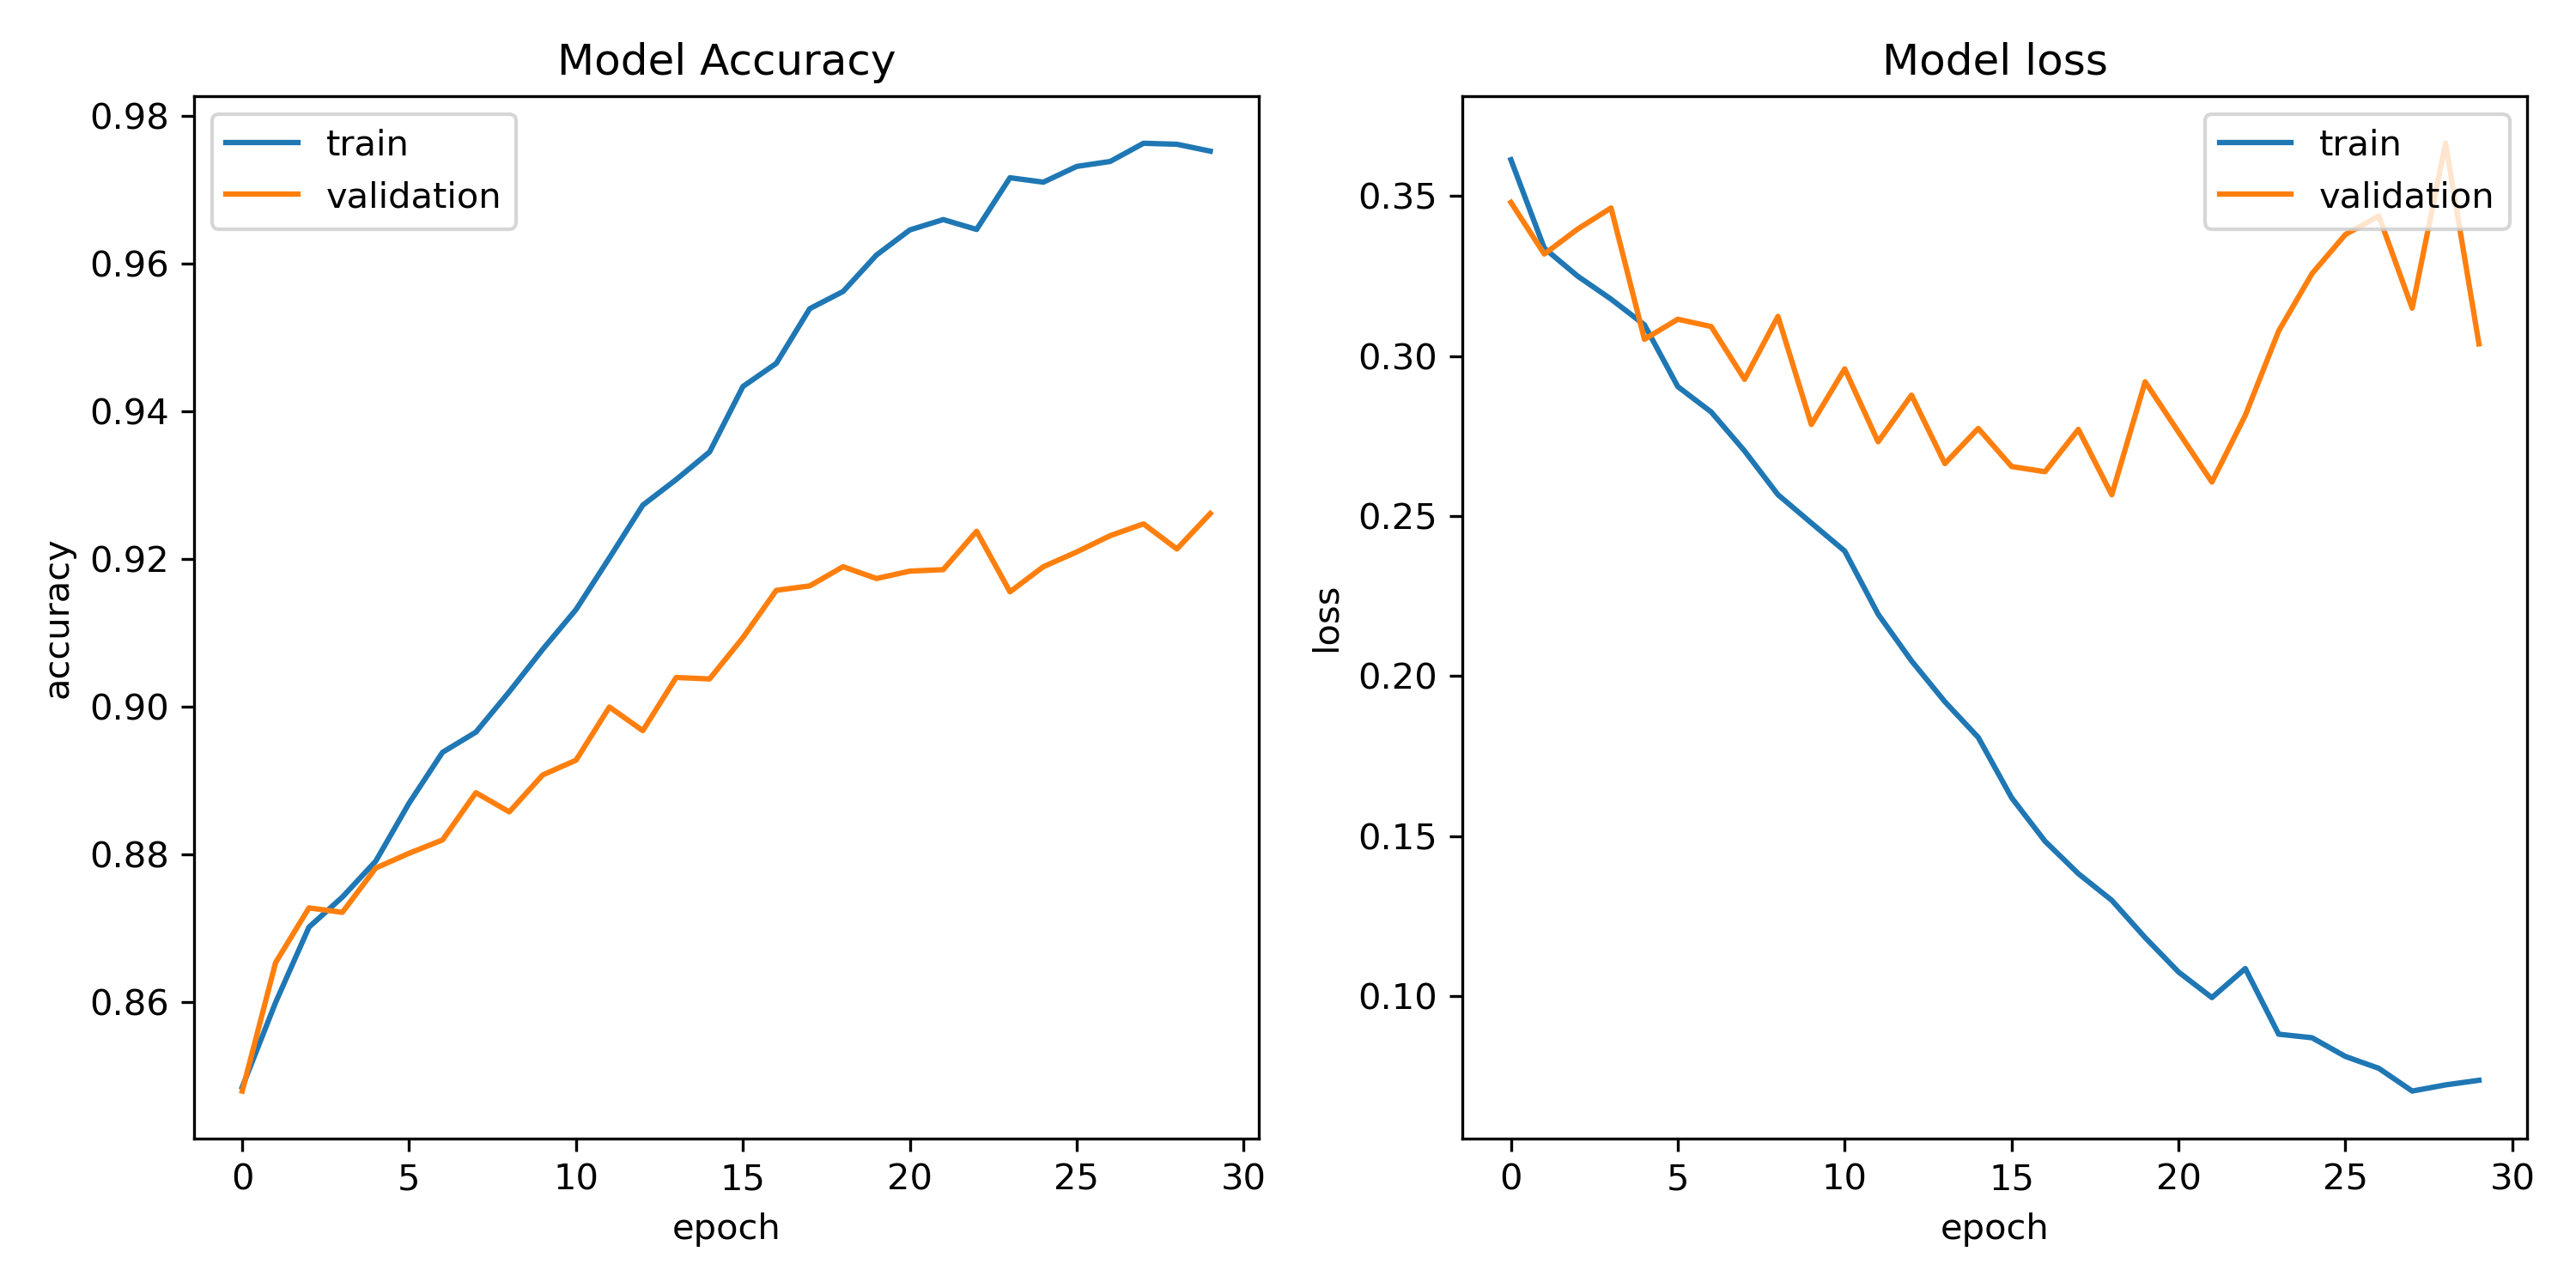 Model Accuracy
train
validation
0.98
0.96
0.94
0.92
0.90
0.88
0.86
accuracy
0 5 10 15 20 25 30
epoch
Model loss
train
validation
0.35
0.30
0.25
0.20
0.15
0.10
loss
0 5 10 15 20 25 30
epoch